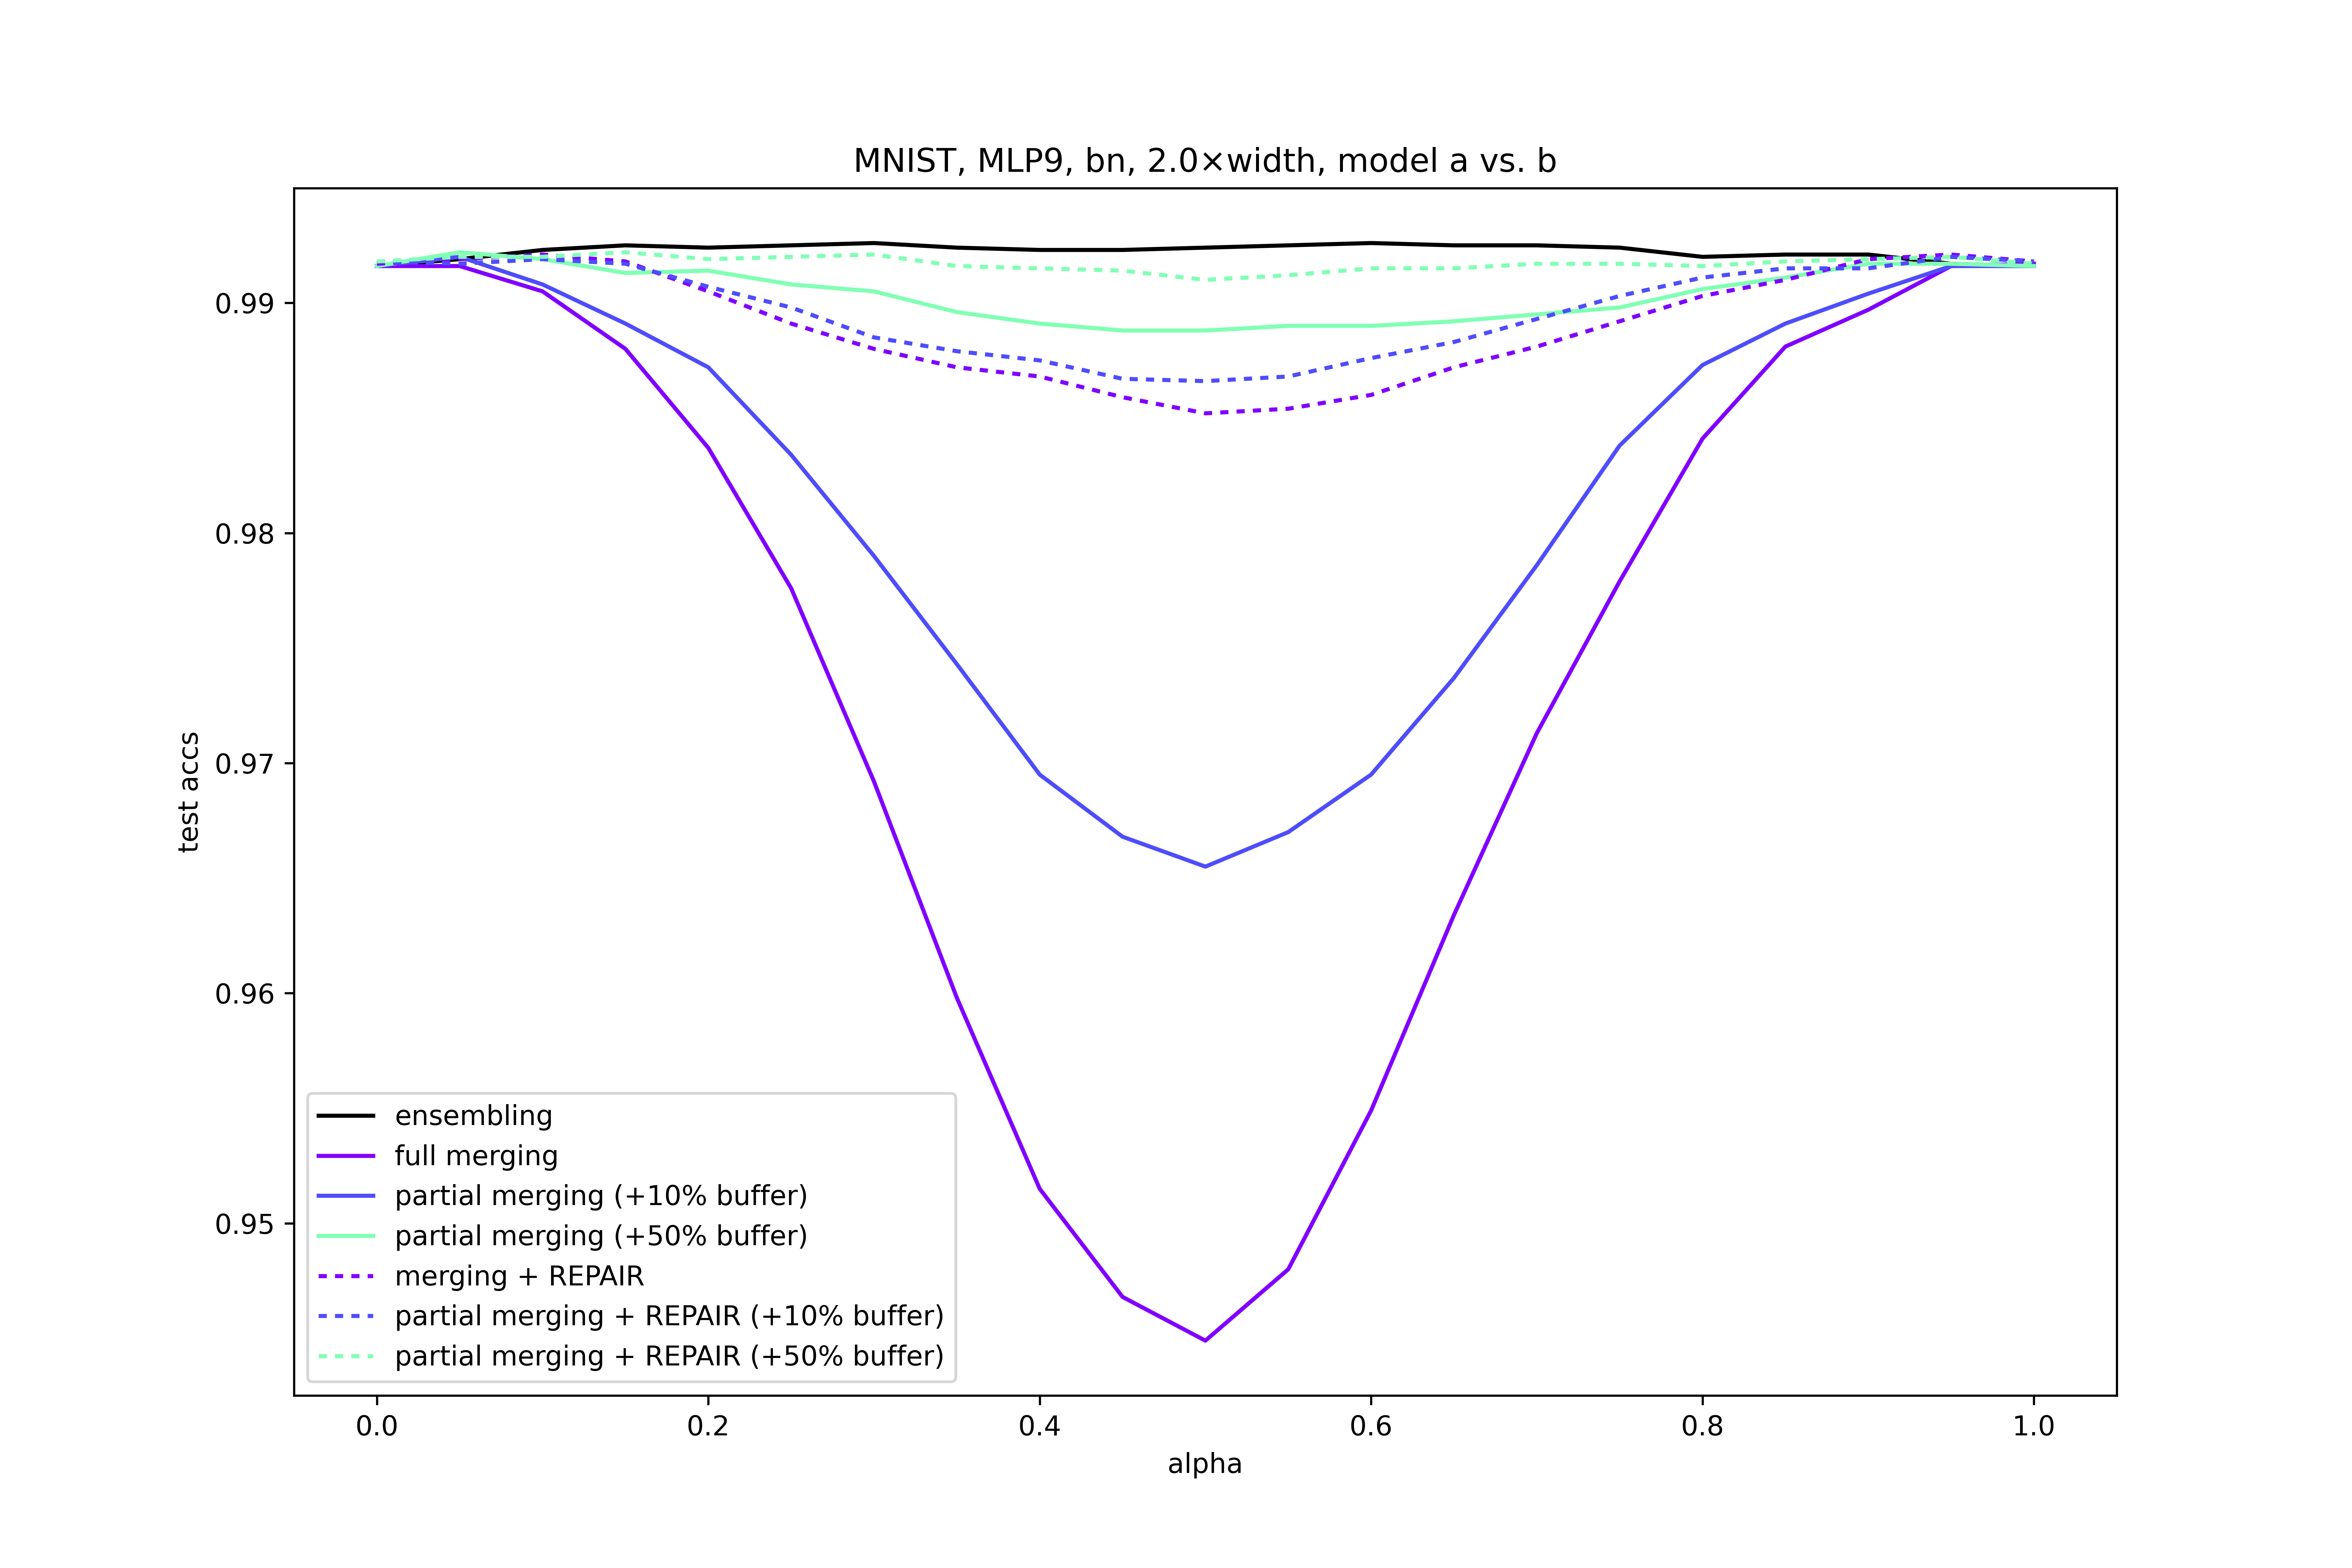 MNIST, MLP9, bn, 2.0×width, model a vs. b
test accs
0.99
0.98
0.97
0.96
0.95
ensembling
full merging
partial merging (+10% buffer)
partial merging (+50% buffer)
merging + REPAIR
partial merging + REPAIR (+10% buffer)
partial merging + REPAIR (+50% buffer)
0.0 0.2 0.4 0.6 0.8 1.0
alpha